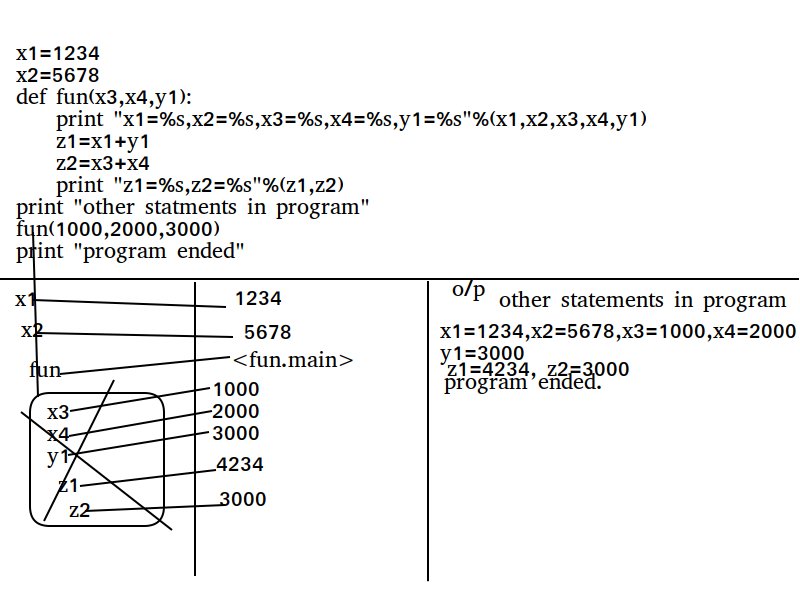 x1=1234
x2=5678
def fun(x3,x4,y1):
print "x1=%s,x2=%s,x3=%s,x4=%s,y1=%s"%(x1,x2,x3,x4,y1)
z1=x1+y1
z2=x3+x4
print "z1=%s,z2=%s"%(z1,z2)
print "other statments in program"
fun(1000,2000,3000)
print "program ended"
x1 1234
x2 5678
fun <fun.main>
x3 1000
x4 2000
y1 3000
z1 4234
z2 3000
o/p other statements in program
x1=1234,x2=5678,x3=1000,x4=2000
y1=3000
z1=4234, z2=3000
program ended.